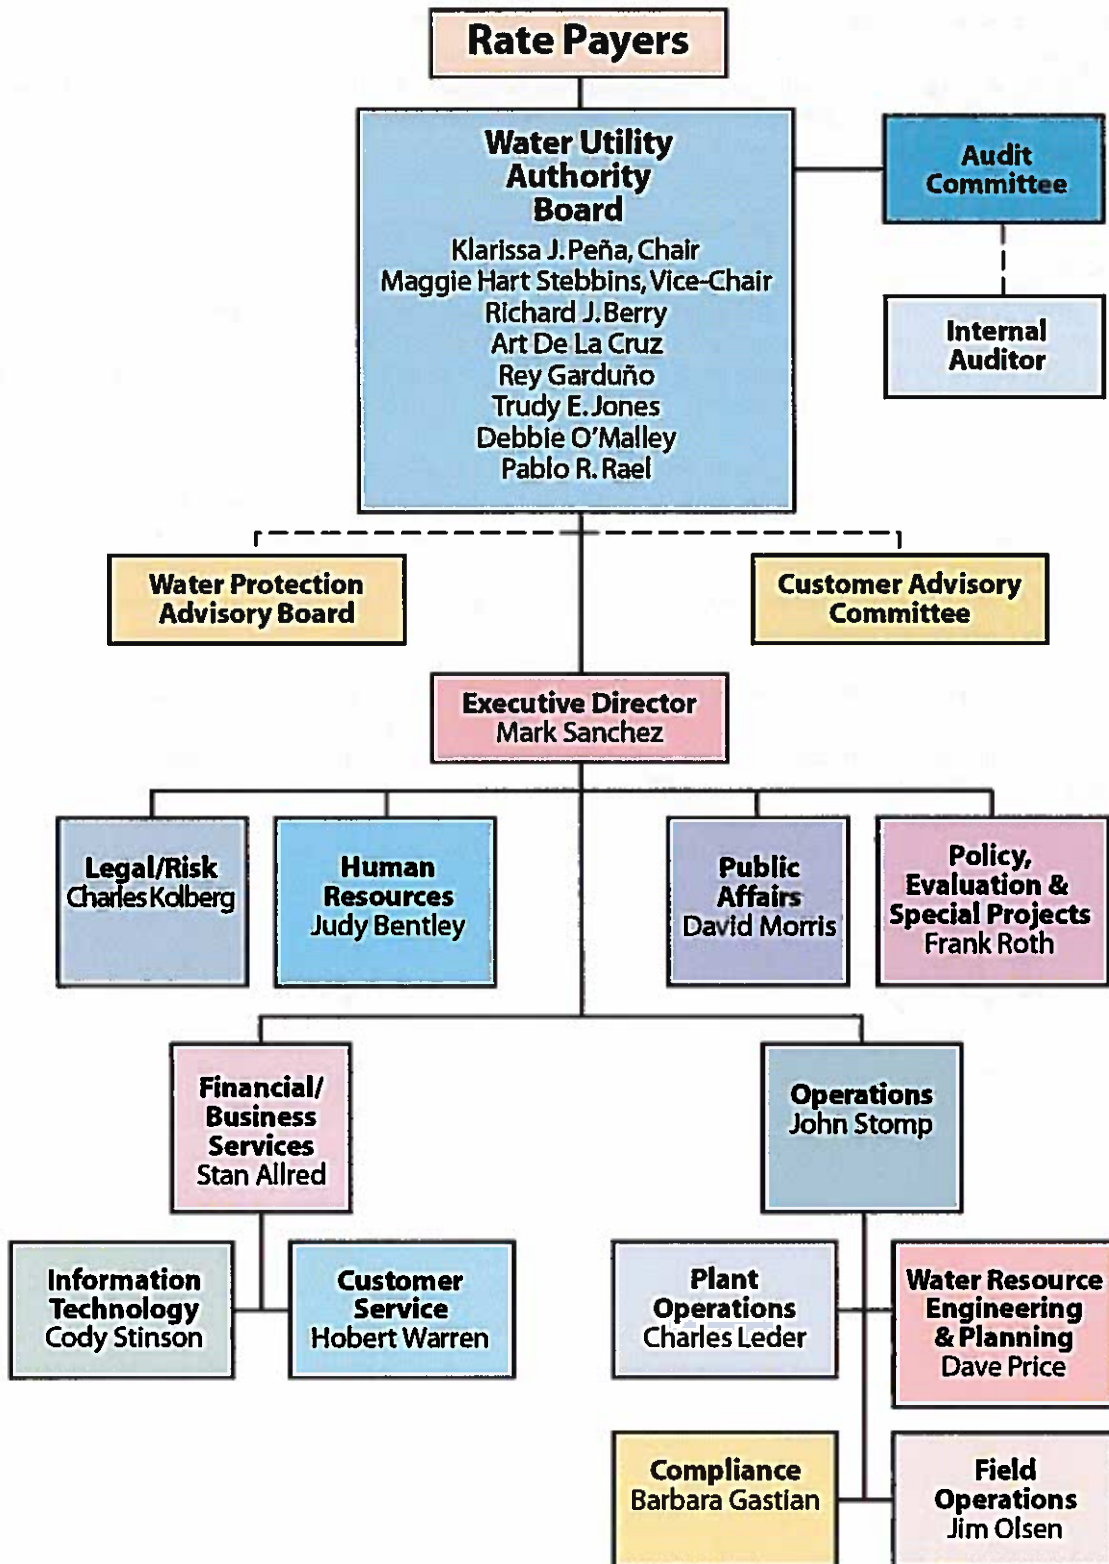 Rate Payers
Water Utility
Authority
Board
Klarissa J. Peña, Chair
Maggie Hart Stebbins, Vice-Chair
Richard J. Berry
Art De La Cruz
Rey Garduño
Trudy E. Jones
Debbie O'Malley
Pablo R. Rael
Audit
Committee
Internal
Auditor
Water Protection
Advisory Board
Customer Advisory
Committee
Executive Director
Mark Sanchez
Legal/Risk
Charles Kolberg
Human
Resources
Judy Bentley
Public
Affairs
David Morris
Policy,
Evaluation &
Special Projects
Frank Roth
Financial/
Business
Services
Stan Allred
Operations
John Stomp
Information
Technology
Cody Stinson
Customer
Service
Hobert Warren
Plant
Operations
Charles Leder
Water Resource
Engineering
& Planning
Dave Price
Compliance
Barbara Gastian
Field
Operations
Jim Olsen